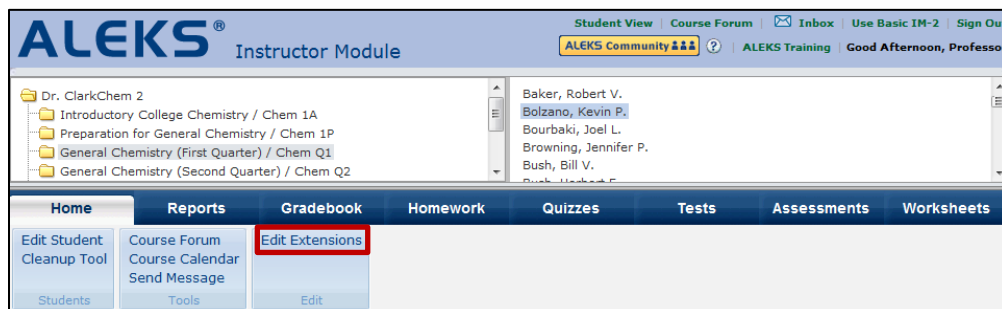 ALEKS® Instructor Module
Student View | Course Forum | Inbox | Use Basic IM-2 | Sign Ou
ALEKS Community ? | ALEKS Training | Good Afternoon, Professo
Dr. ClarkChem 2
Introductory College Chemistry / Chem 1A
Preparation for General Chemistry / Chem 1P
General Chemistry (First Quarter) / Chem Q1
General Chemistry (Second Quarter) / Chem Q2
Baker, Robert V.
Bolzano, Kevin P.
Bourbaki, Joel L.
Browning, Jennifer P.
Bush, Bill V.
Home Reports Gradebook Homework Quizzes Tests Assessments Worksheets
Edit Student
Cleanup Tool
Students
Course Forum
Course Calendar
Send Message
Tools
Edit Extensions
Edit